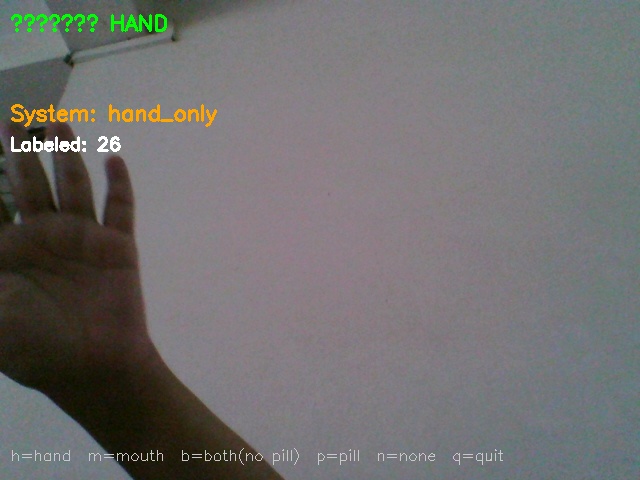 ??????? HAND
System: hand_only
Labeled: 26
h=hand m=mouth b=both(no pill) p=pill n=none q=quit